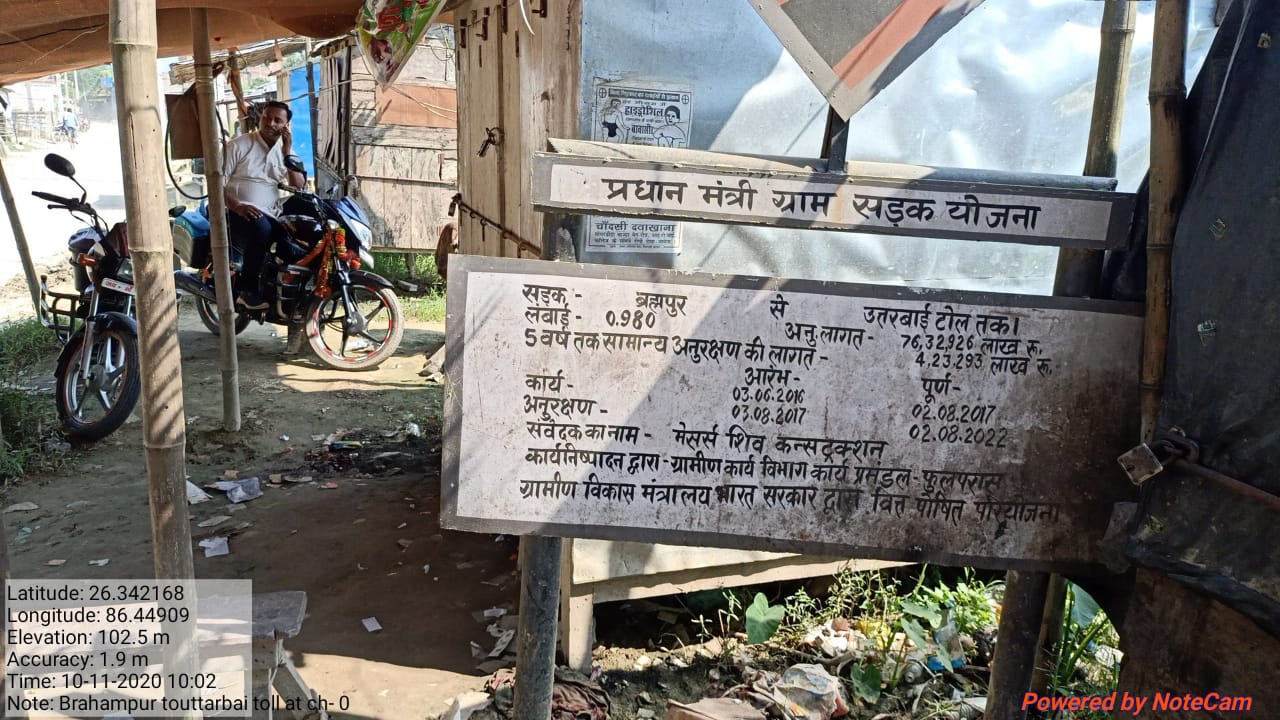 हाइड्रोसिल
चाँदसी दवाखाना
प्रधान मंत्री ग्राम सड़क योजना
सड़क:- ब्रह्मपुर से उतरबाई टोल तक।
लंबाई - 0.980 अनु लागत - 76,32,926 लाख रू.
5 वर्ष तक सामान्य अनुरक्षण की लागत - 4,23,293 लाख रू.
आरंभ - पूर्ण -
कार्य - 03.06.2016 02.08.2017
अनुरक्षण - 03.08.2017 02.08.2022
संवेदक का नाम - मेसर्स शिव कन्सट्रक्शन
कार्यनिष्पादन द्वारा - ग्रामीण कार्य विभाग कार्य प्रमंडल - फुलपरास
ग्रामीण विकास मंत्रालय भारत सरकार द्वारा वित पोषित परियोजना
Latitude: 26.342168
Longitude: 86.44909
Elevation: 102.5 m
Accuracy: 1.9 m
Time: 10-11-2020 10:02
Note: Brahampur touttarbai toll at ch- 0
Powered by NoteCam